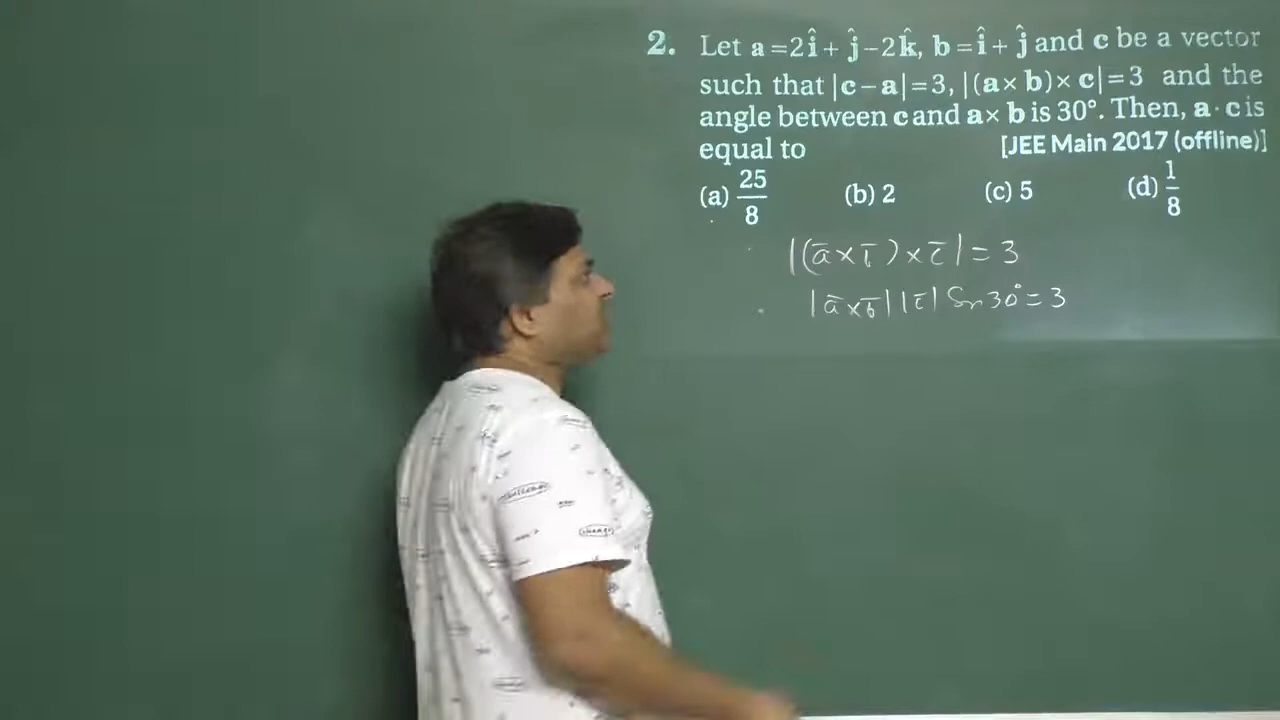 2. Let a = 2î + ĵ − 2k̂, b = î + ĵ and c be a vector
such that |c − a| = 3, |(a × b) × c| = 3 and the
angle between c and a × b is 30°. Then, a · c is
equal to [JEE Main 2017 (offline)]
(a) 25/8 (b) 2 (c) 5 (d) 1/8
|(ā × b̄) × c̄| = 3
|ā × b̄| |c̄| Sin 30° = 3
change